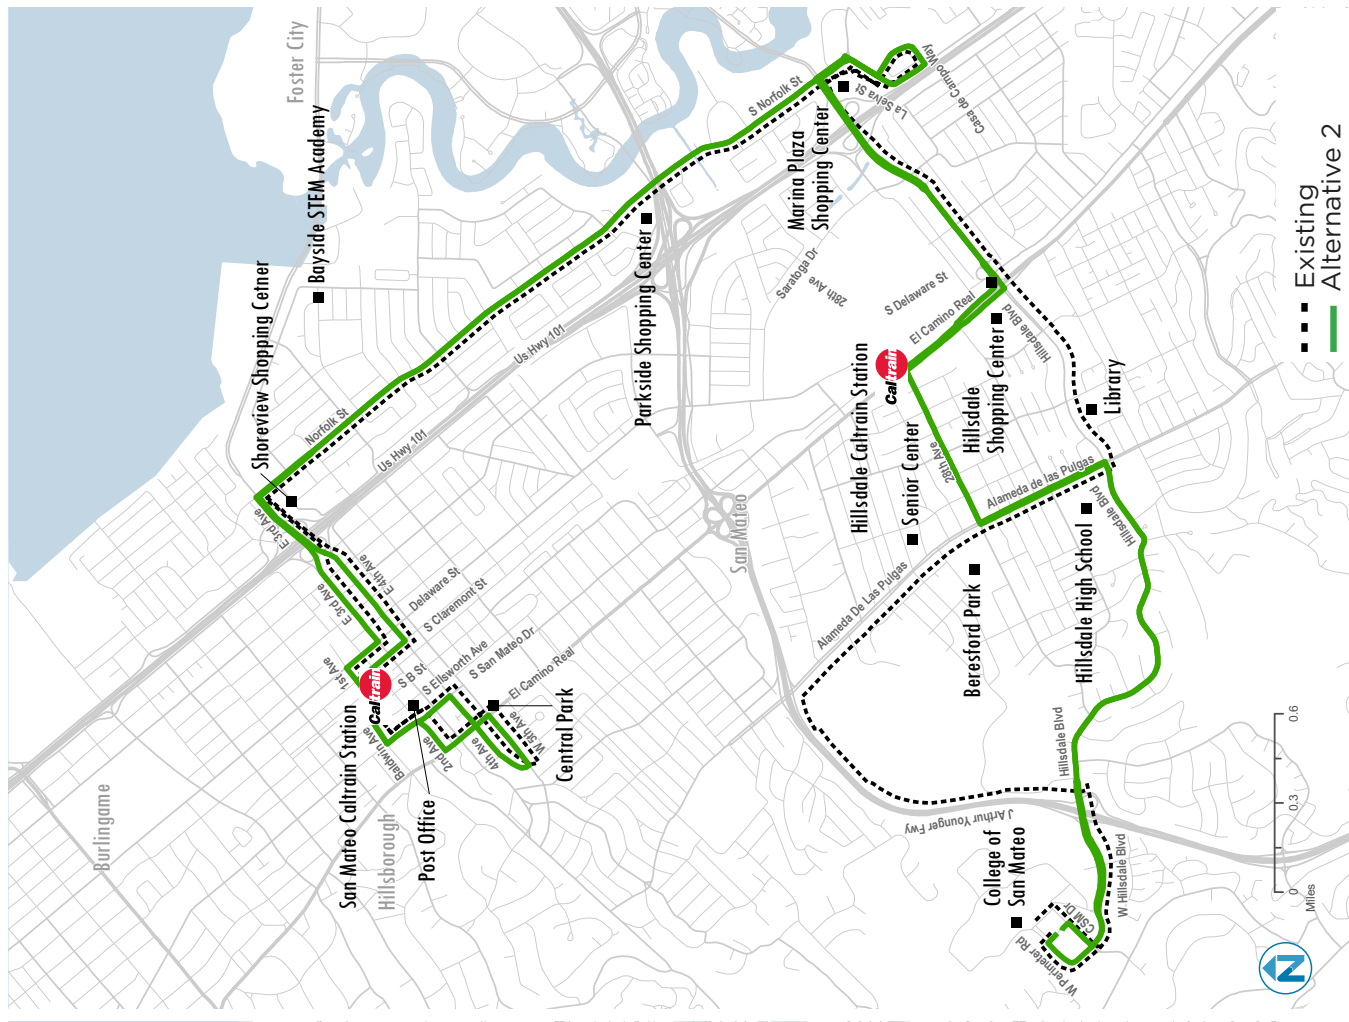 Foster City
Bayside STEM Academy
Shoreview Shopping Cetner
S Norfolk St
La Selva St
Casa de Campo Way
Marina Plaza
Shopping Center
Parkside Shopping Center
Us Hwy 101
Norfolk St
Us Hwy 101
Saratoga Dr
28th Ave
S Delaware St
El Camino Real
Hillsdale Blvd
Hillsdale
Shopping Center
Library
Caltrain
Hillsdale Caltrain Station
Senior Center
28th Ave
Alameda de las Pulgas
Hillsdale Blvd
Hillsdale High School
Beresford Park
Alameda De Las Pulgas
San Mateo
E 3rd Ave
E 3rd Ave
E 4th Ave
Delaware St
S Claremont St
1st Ave
S B St
S Ellsworth Ave
S San Mateo Dr
El Camino Real
Caltrain
San Mateo Caltrain Station
Baldwin Ave
2nd Ave
4th Ave
W 5th Ave
Central Park
Post Office
Hillsborough
Burlingame
J Arthur Younger Fwy
Hillsdale Blvd
W Hillsdale Blvd
College of
San Mateo
CSM Dr
W Perimeter Rd
Existing
Alternative 2
0 0.3 0.6
Miles
N